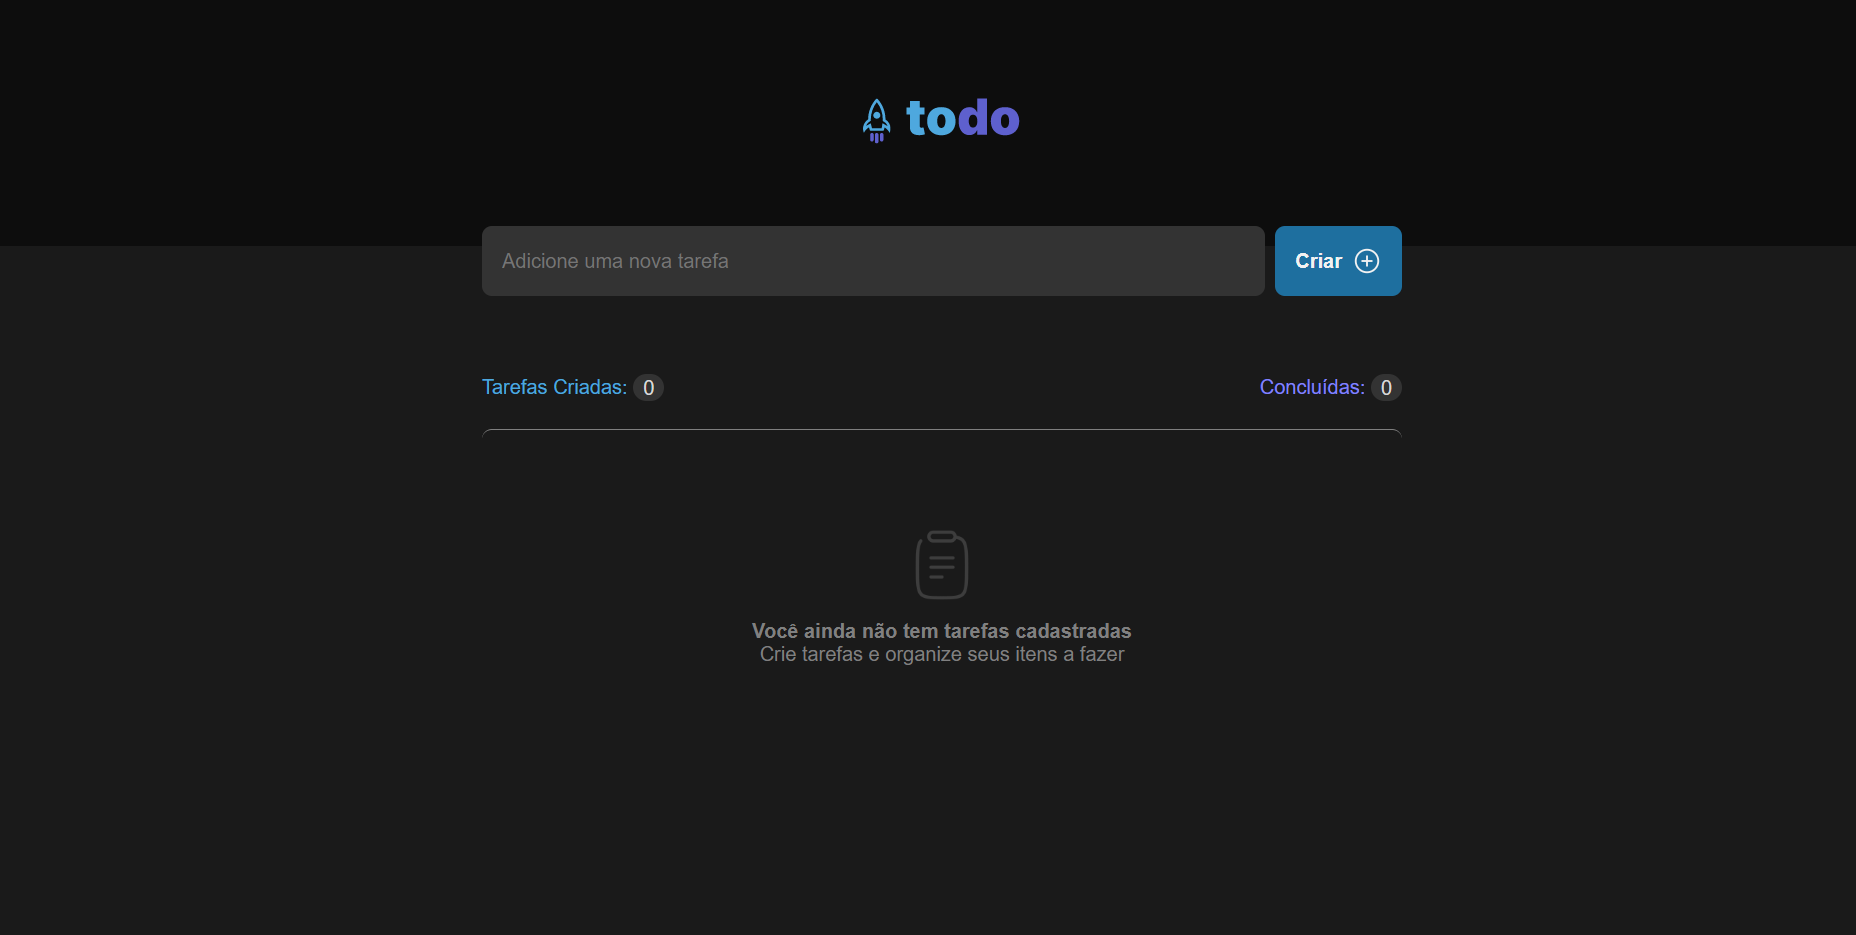 todo
Adicione uma nova tarefa
Criar
Tarefas Criadas: 0
Concluídas: 0
Você ainda não tem tarefas cadastradas
Crie tarefas e organize seus itens a fazer